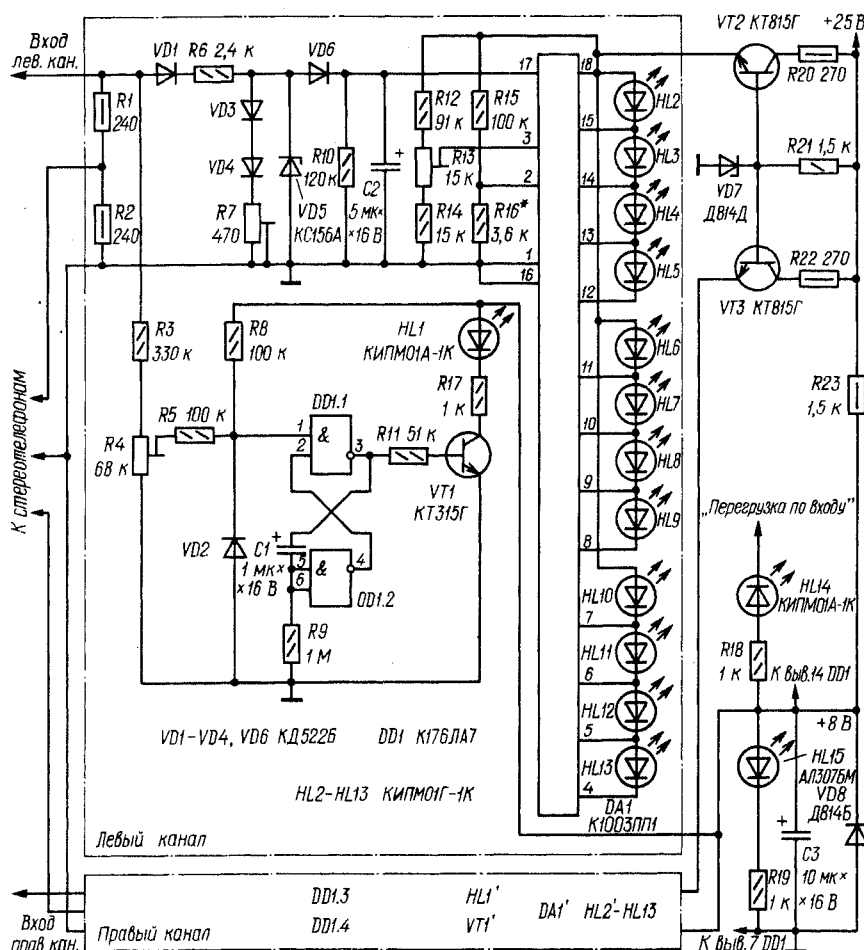 VT2 КТ815Г
+25 В
Вход
лев. кан.
VD1
R6 2,4 к
VD6
17
18
R20 270
R1
240
VD3
R12
91 к
R15
100 к
HL2
15
3
R21 1,5 к
VD4
R10
120к
C2
5 мк×
×16 В
R13
15 к
HL3
2
14
VD7
Д814Д
R2
240
R7
470
VD5
КС156А
R14
15 к
R16*
3,6 к
HL4
13
R22 270
1
16
HL5
12
VT3 КТ815Г
R3
330 к
R8
100 к
HL1
КИПМ01А-1К
HL6
11
R17
1 к
HL7
R23
1,5 к
R5 100 к
DD1.1
1
&
2
3
R11 51 к
10
R4
68 к
VT1
КТ315Г
HL8
9
HL9
8
К стереотелефонам
„Перегрузка по входу"
VD2
C1
1 мк×
×16 В
5
&
6
4
DD1.2
HL10
HL14
КИПМ01А-1К
7
R9
1 М
HL11
R18
1 к
6
К выв.14 DD1
VD1-VD4, VD6 КД522Б
DD1 К176ЛА7
HL12
+8 В
5
HL15
АЛ307БМ
HL2-HL13 КИПМ01Г-1К
HL13
4
VD8
Д814Б
DA1
К1003ПП1
Левый канал
C3
10 мк×
×16 В
R19
1 к
DD1.3
HL1'
DA1' HL2'-HL13'
Вход
прав. кан.
Правый канал
DD1.4
VT1'
К выв.7 DD1